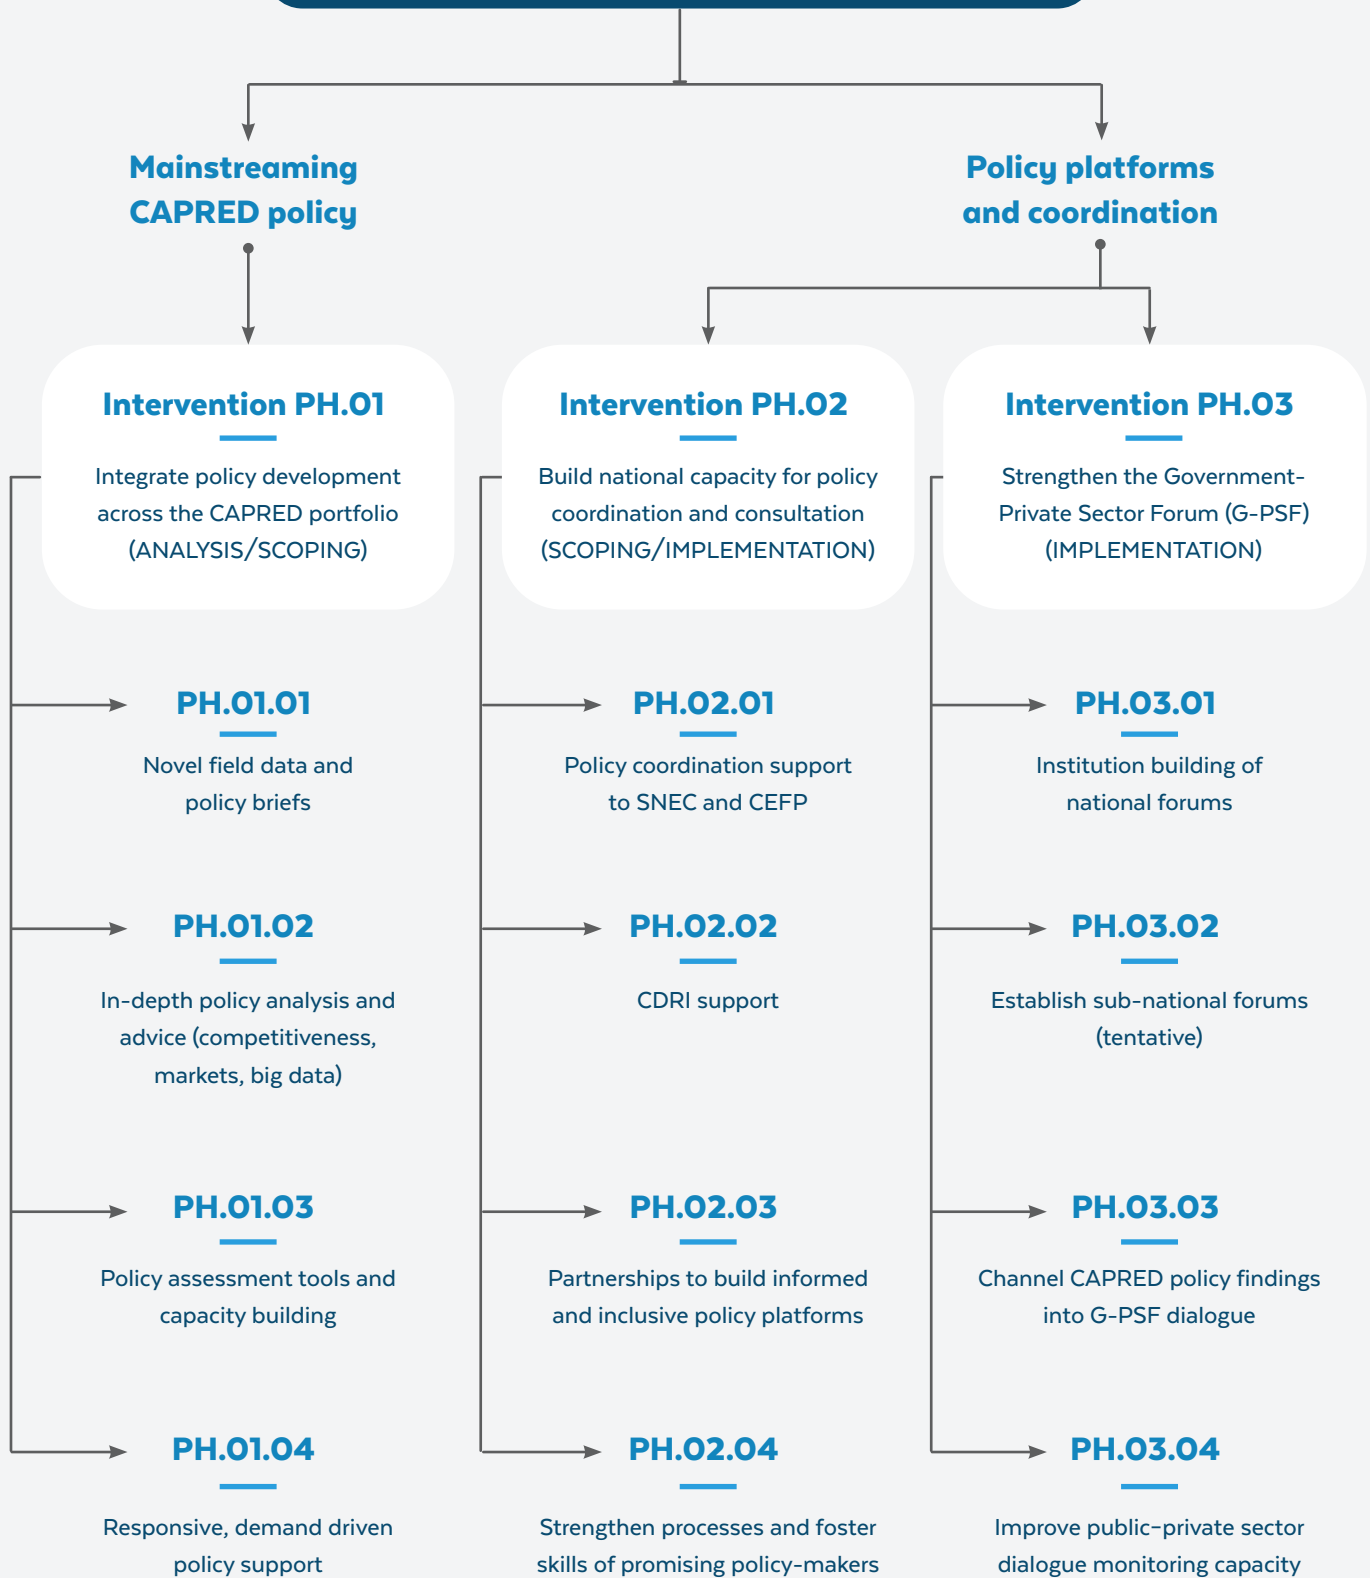 Mainstreaming
CAPRED policy
Policy platforms
and coordination
Intervention PH.01
Integrate policy development
across the CAPRED portfolio
(ANALYSIS/SCOPING)
Intervention PH.02
Build national capacity for policy
coordination and consultation
(SCOPING/IMPLEMENTATION)
Intervention PH.03
Strengthen the Government-
Private Sector Forum (G-PSF)
(IMPLEMENTATION)
PH.01.01
Novel field data and
policy briefs
PH.02.01
Policy coordination support
to SNEC and CEFP
PH.03.01
Institution building of
national forums
PH.01.02
In-depth policy analysis and
advice (competitiveness,
markets, big data)
PH.02.02
CDRI support
PH.03.02
Establish sub-national forums
(tentative)
PH.01.03
Policy assessment tools and
capacity building
PH.02.03
Partnerships to build informed
and inclusive policy platforms
PH.03.03
Channel CAPRED policy findings
into G-PSF dialogue
PH.01.04
Responsive, demand driven
policy support
PH.02.04
Strengthen processes and foster
skills of promising policy-makers
PH.03.04
Improve public-private sector
dialogue monitoring capacity